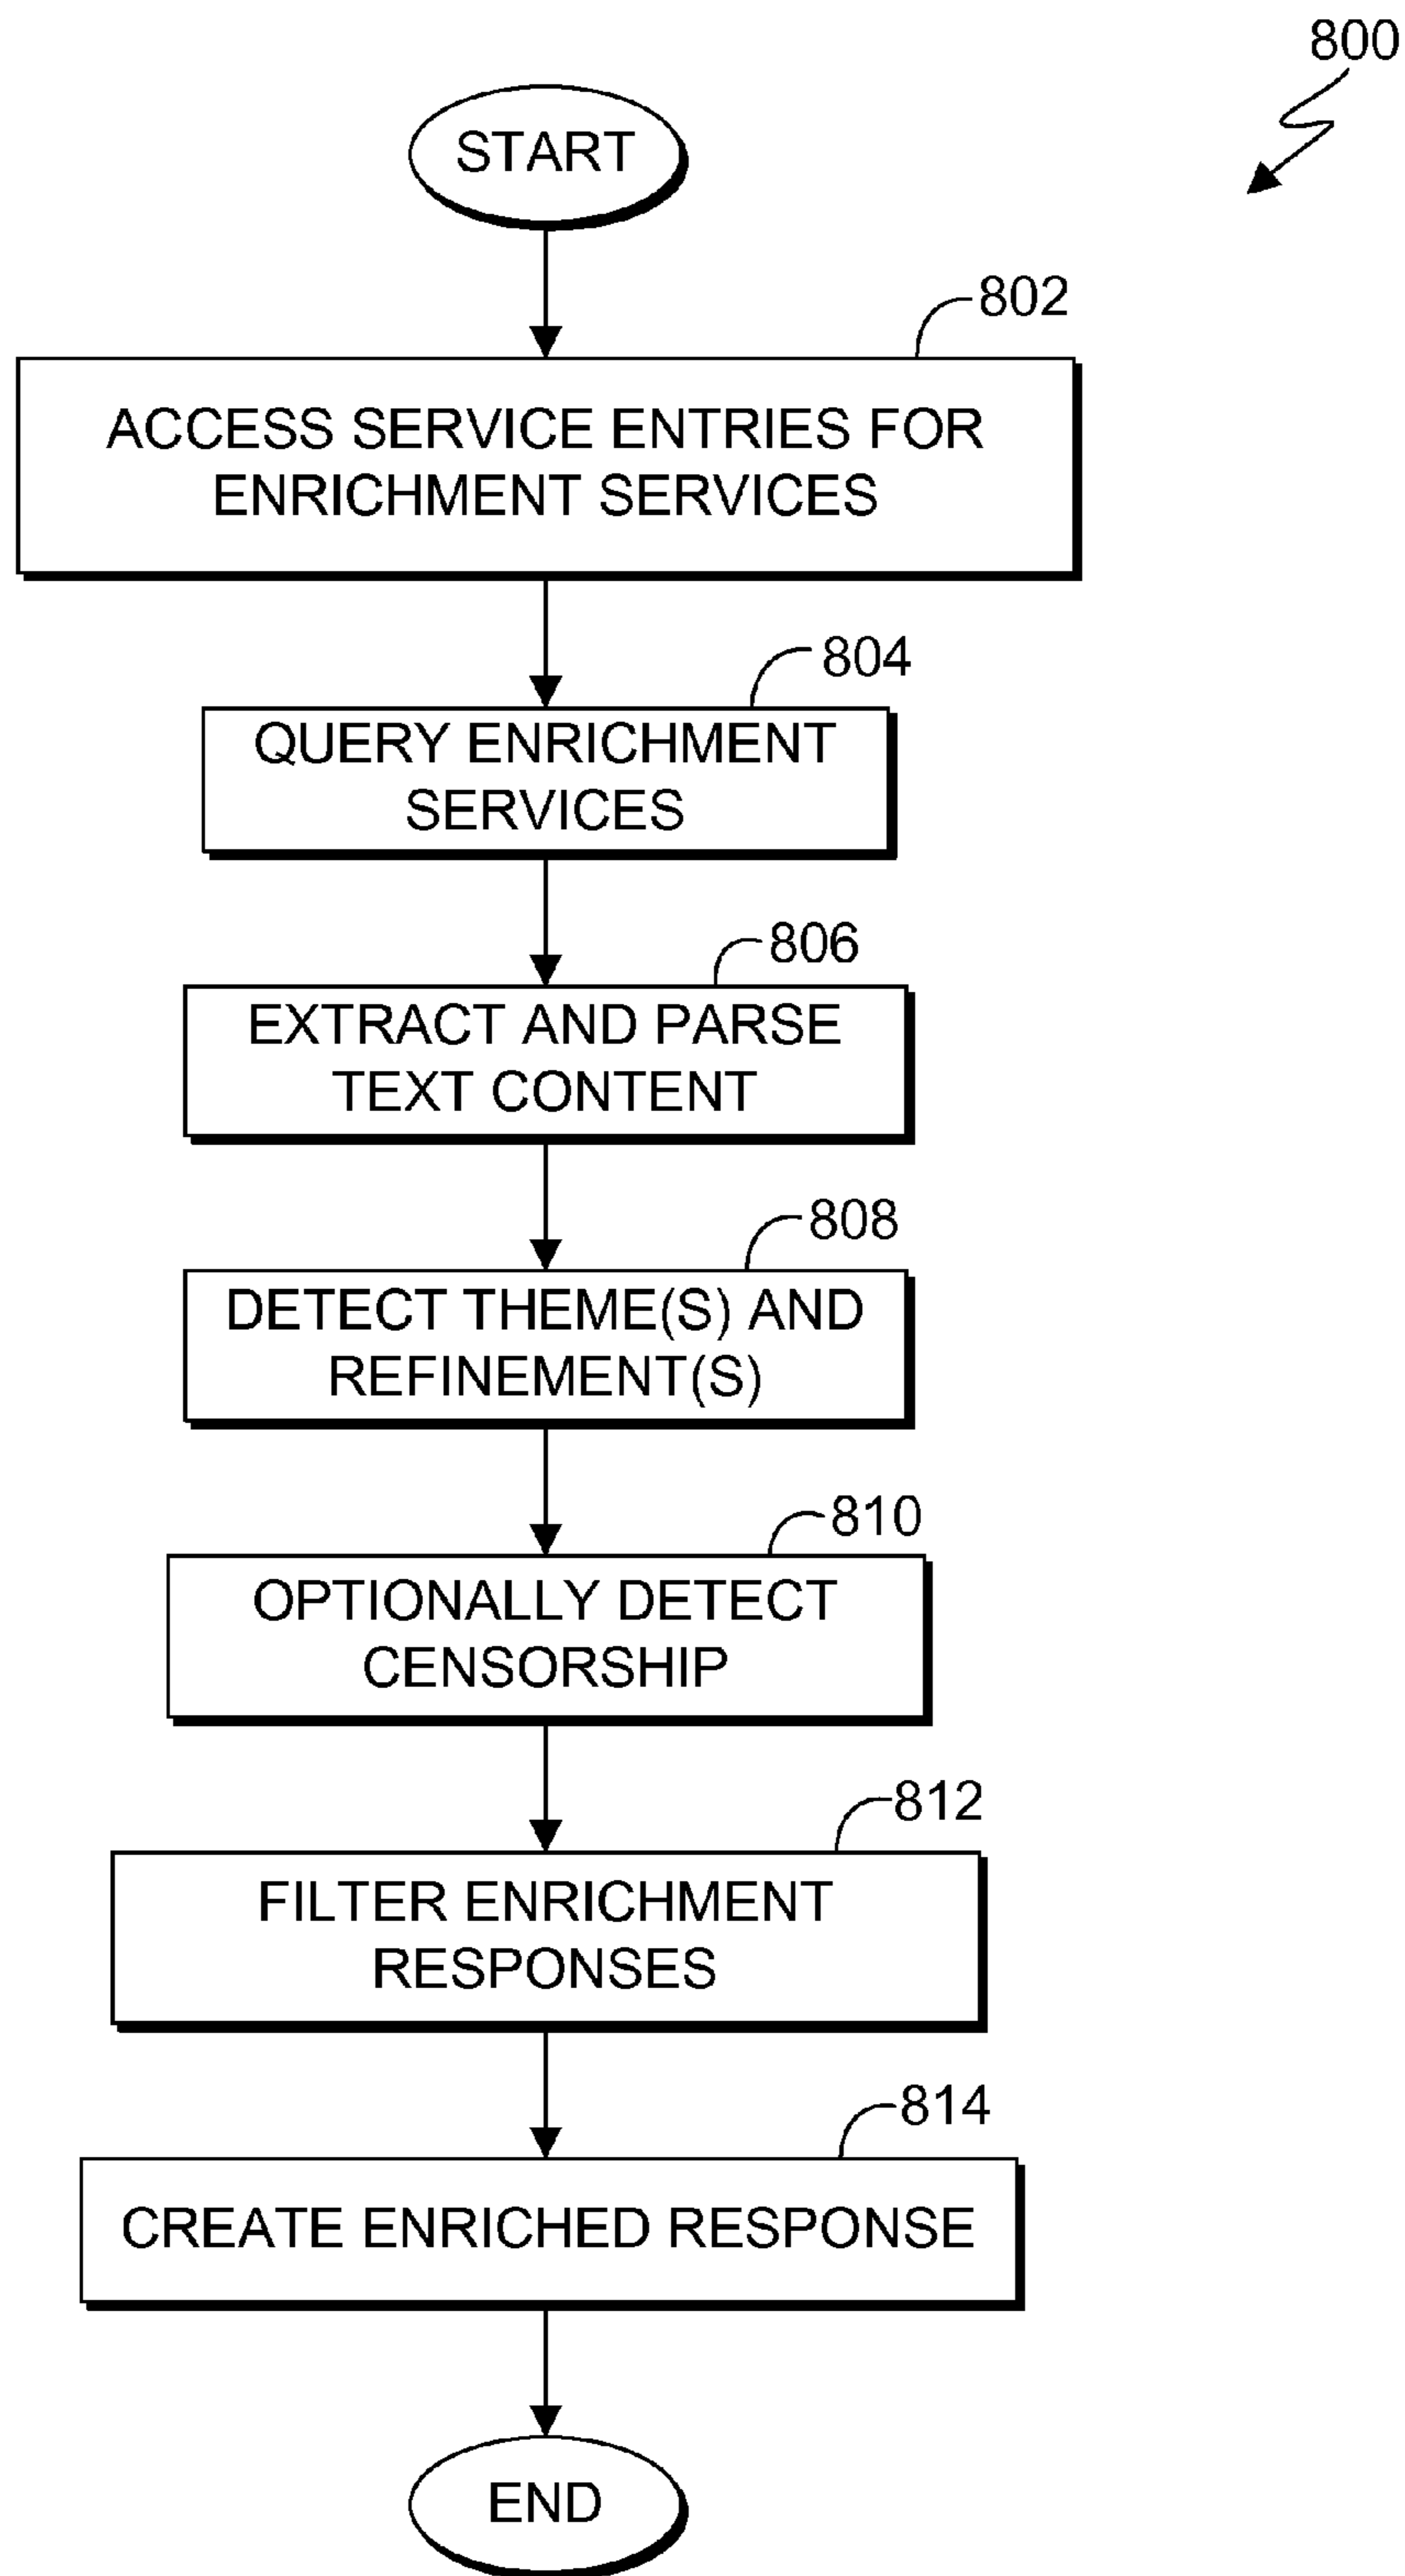 800
START
802
ACCESS SERVICE ENTRIES FOR
ENRICHMENT SERVICES
804
QUERY ENRICHMENT
SERVICES
806
EXTRACT AND PARSE
TEXT CONTENT
808
DETECT THEME(S) AND
REFINEMENT(S)
810
OPTIONALLY DETECT
CENSORSHIP
812
FILTER ENRICHMENT
RESPONSES
814
CREATE ENRICHED RESPONSE
END